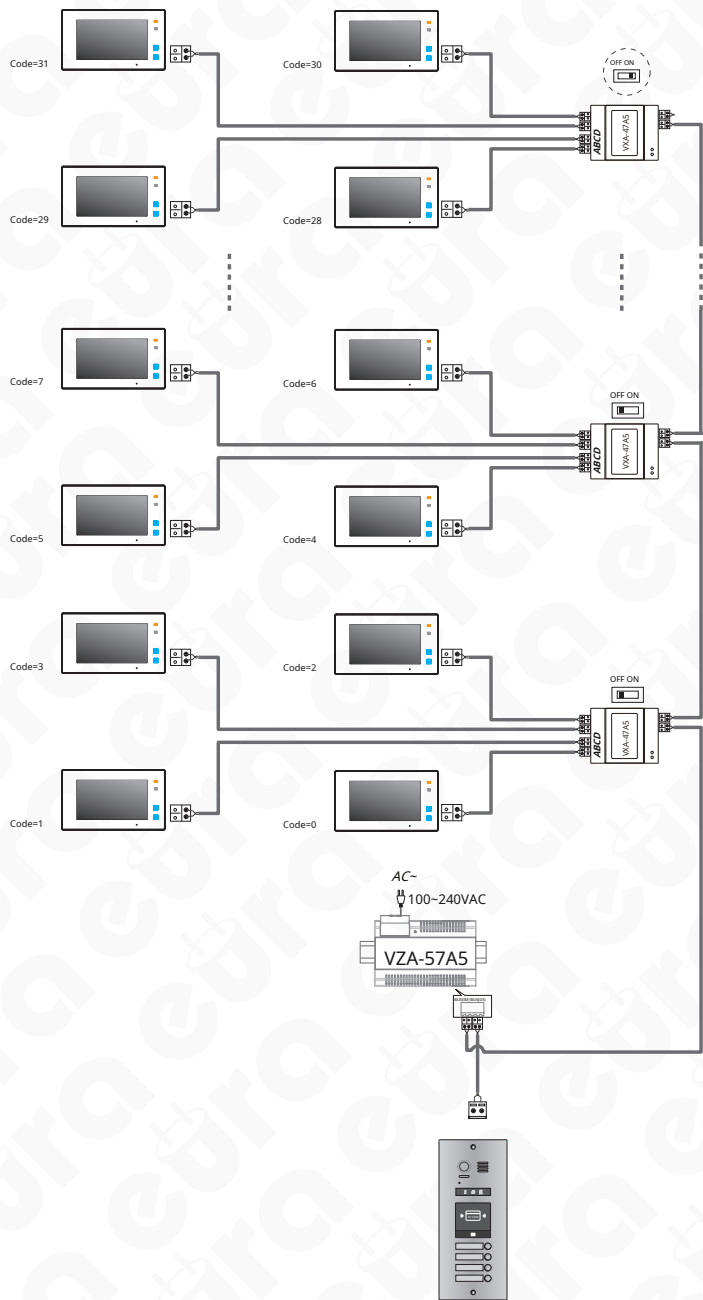 Code=31
Code=30
OFF ON
ABCD
VXA-47A5
Code=29
Code=28
Code=7
Code=6
OFF ON
ABCD
VXA-47A5
Code=5
Code=4
Code=3
Code=2
OFF ON
ABCD
VXA-47A5
Code=1
Code=0
AC~
100~240VAC
VZA-57A5
eura